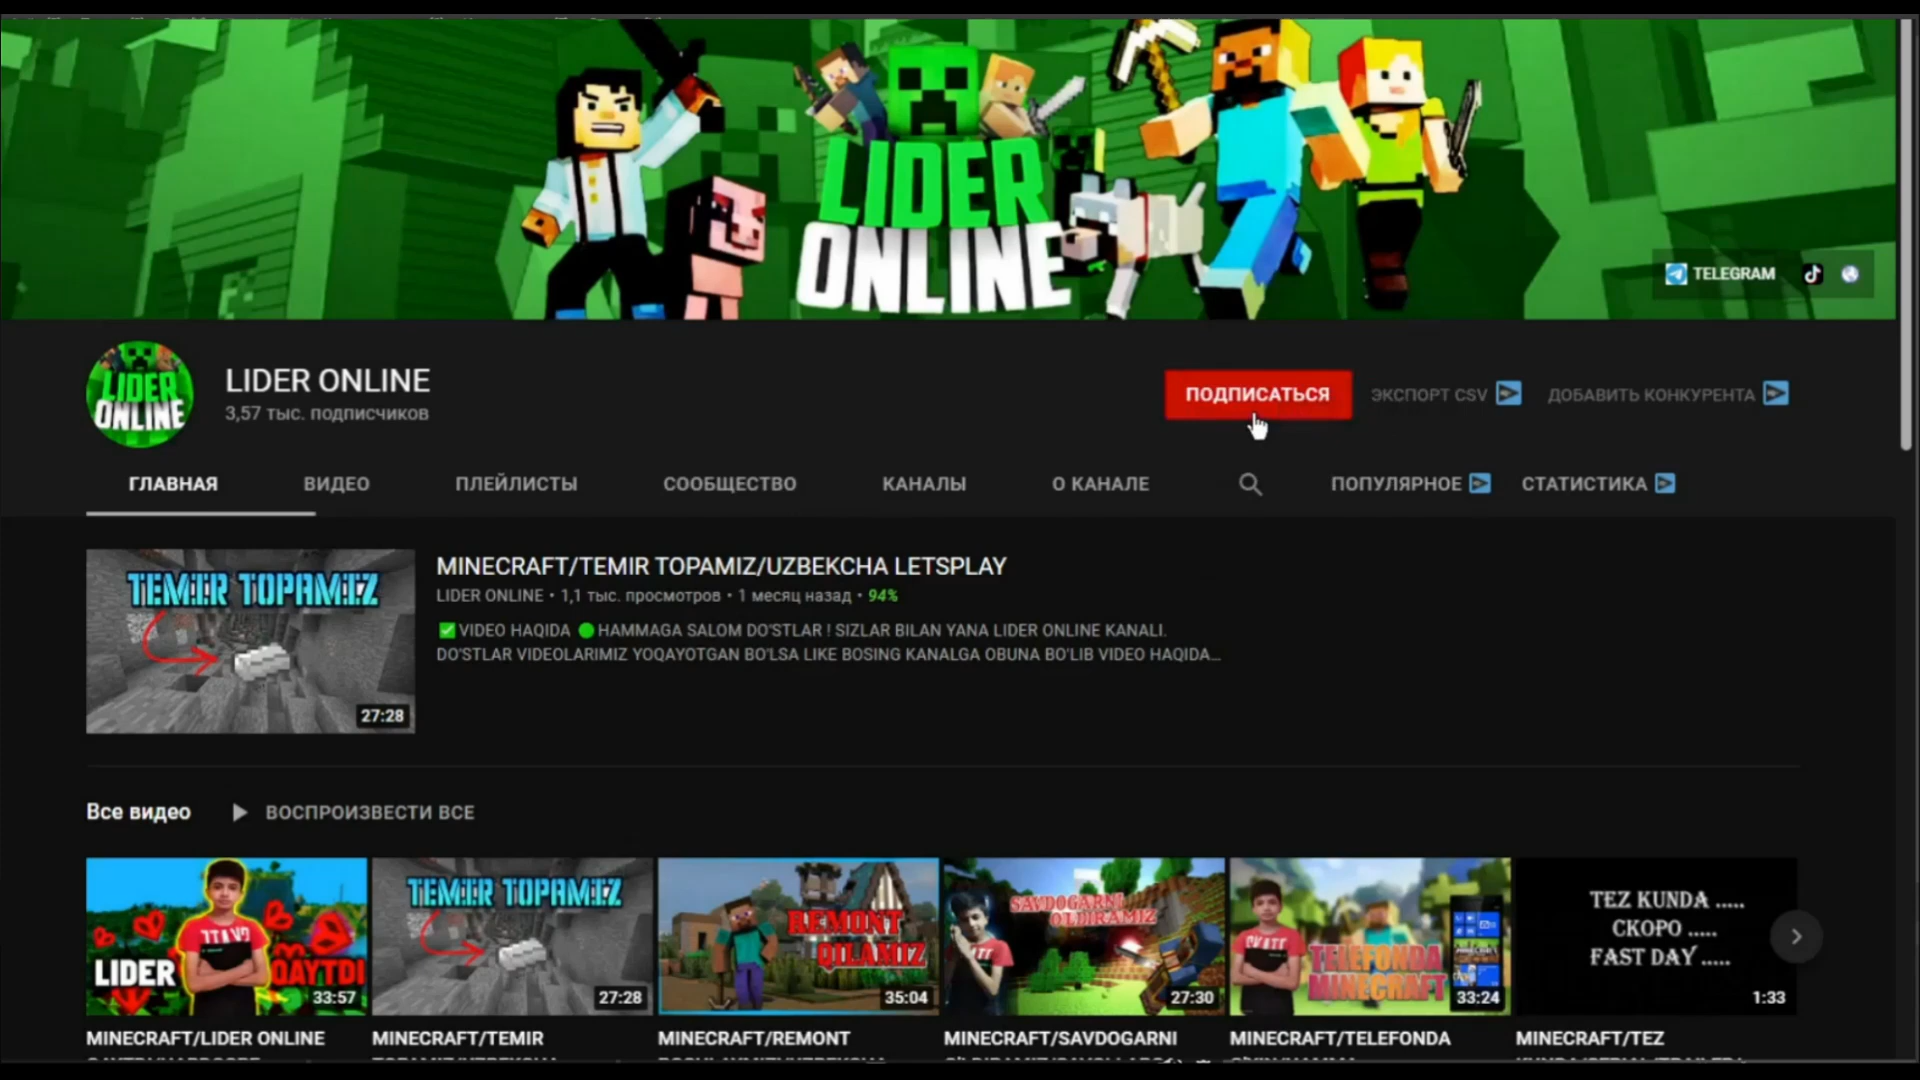 LIDER
ONLINE
TELEGRAM
LIDER
ONLINE
LIDER ONLINE
3,57 тыс. подписчиков
ПОДПИСАТЬСЯ
ЭКСПОРТ CSV
ДОБАВИТЬ КОНКУРЕНТА
ГЛАВНАЯ
ВИДЕО
ПЛЕЙЛИСТЫ
СООБЩЕСТВО
КАНАЛЫ
О КАНАЛЕ
ПОПУЛЯРНОЕ
СТАТИСТИКА
TEMIR TOPAMIZ
27:28
MINECRAFT/TEMIR TOPAMIZ/UZBEKCHA LETSPLAY
LIDER ONLINE • 1,1 тыс. просмотров • 1 месяц назад • 94%
VIDEO HAQIDA HAMMAGA SALOM DO'STLAR ! SIZLAR BILAN YANA LIDER ONLINE KANALI.
DO'STLAR VIDEOLARIMIZ YOQAYOTGAN BO'LSA LIKE BOSING KANALGA OBUNA BO'LIB VIDEO HAQIDA...
Все видео
ВОСПРОИЗВЕСТИ ВСЕ
LIDER
QAYTDI
33:57
TEMIR TOPAMIZ
27:28
REMONT
QILAMIZ
35:04
SAVDOGARNI
OLDIRAMIZ
27:30
TELEFONDA
MINECRAFT
33:24
TEZ KUNDA .....
СКОРО .....
FAST DAY .....
1:33
MINECRAFT/LIDER ONLINE
MINECRAFT/TEMIR
MINECRAFT/REMONT
MINECRAFT/SAVDOGARNI
MINECRAFT/TELEFONDA
MINECRAFT/TEZ